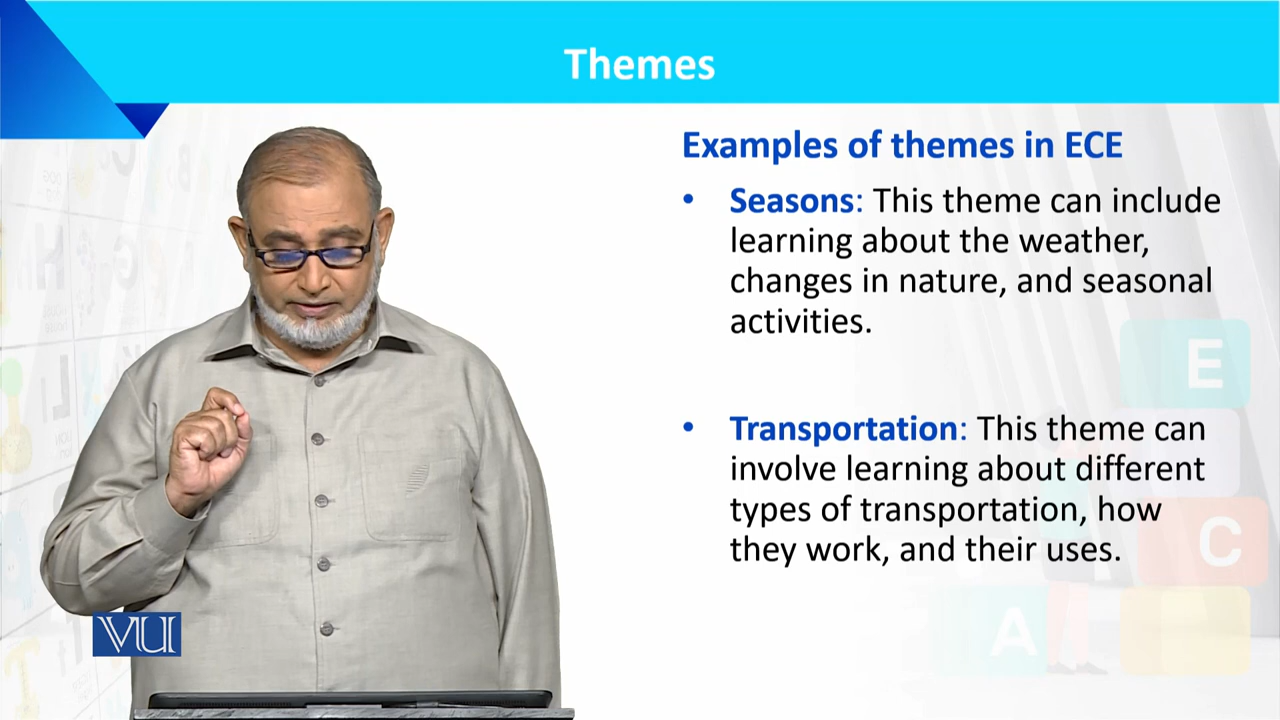 Themes
Examples of themes in ECE
• Seasons: This theme can include
learning about the weather,
changes in nature, and seasonal
activities.
• Transportation: This theme can
involve learning about different
types of transportation, how
they work, and their uses.
E
C
A
VU